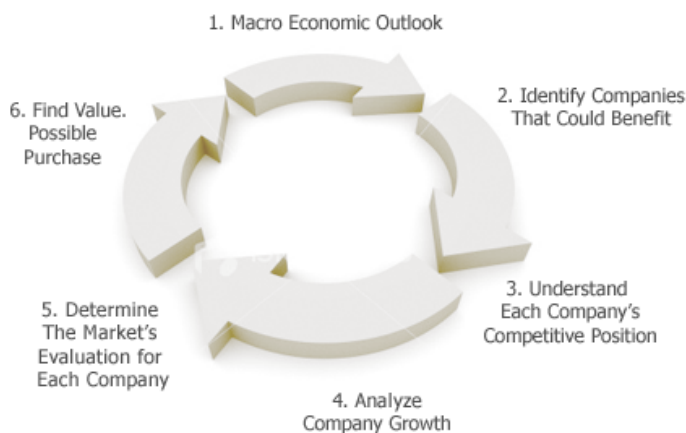 1. Macro Economic Outlook
2. Identify Companies
That Could Benefit
3. Understand
Each Company's
Competitive Position
4. Analyze
Company Growth
5. Determine
The Market's
Evaluation for
Each Company
6. Find Value.
Possible
Purchase